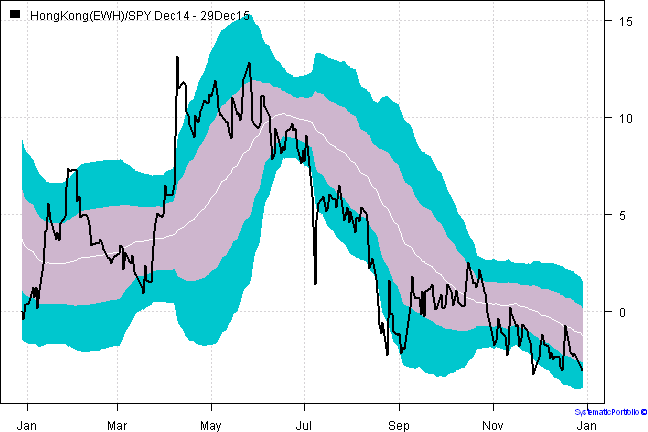 HongKong(EWH)/SPY Dec14 - 29Dec15
15
10
5
0
Jan Mar May Jul Sep Nov Jan
SystematicPortfolio ©